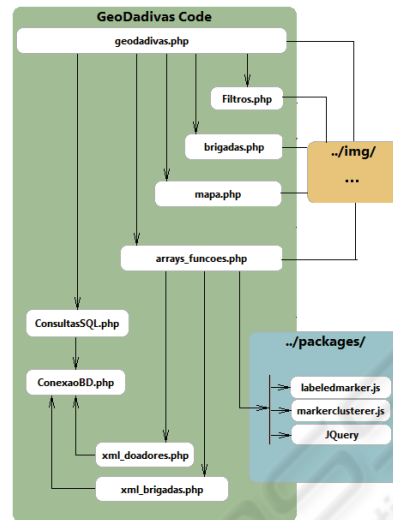 GeoDadivas Code
geodadivas.php
Filtros.php
brigadas.php
../img/
...
mapa.php
arrays_funcoes.php
ConsultasSQL.php
../packages/
ConexaoBD.php
labeledmarker.js
markerclusterer.js
JQuery
xml_doadores.php
xml_brigadas.php